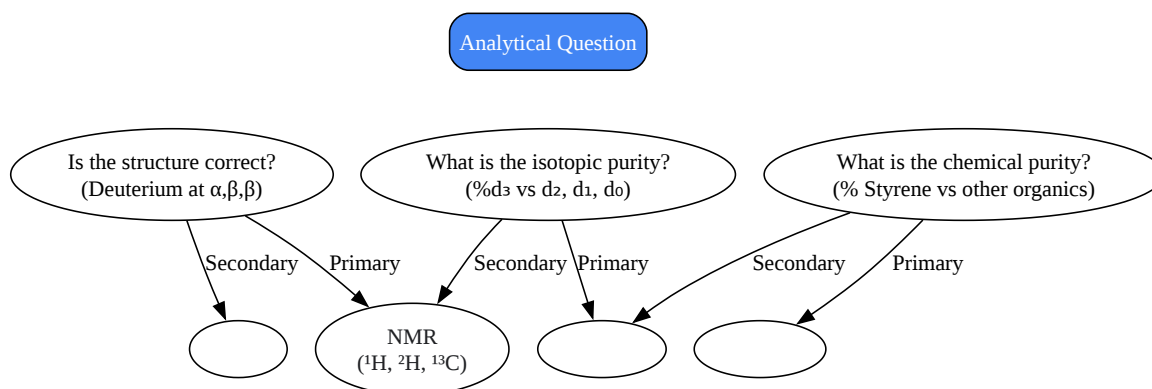 Analytical Question
Is the structure correct?
(Deuterium at α,β,β)
What is the isotopic purity?
(%d₃ vs d₂, d₁, d₀)
What is the chemical purity?
(% Styrene vs other organics)
Secondary
Primary
Secondary
Primary
Secondary
Primary
NMR
(¹H, ²H, ¹³C)